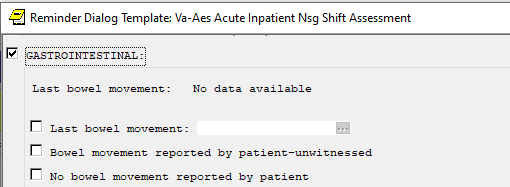 Reminder Dialog Template: Va-Aes Acute Inpatient Nsg Shift Assessment
GASTROINTESTINAL:
Last bowel movement: No data available
Last bowel movement: ...
Bowel movement reported by patient-unwitnessed
No bowel movement reported by patient